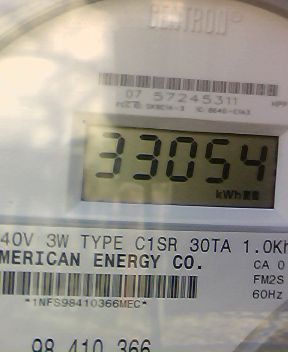 CENTRON®
07 57245311
33054
kWh
40V 3W TYPE C1SR 30TA 1.0Kh
MERICAN ENERGY CO.
CA 0
FM2S
60Hz
*1NFS98410366MEC*
98 410 366